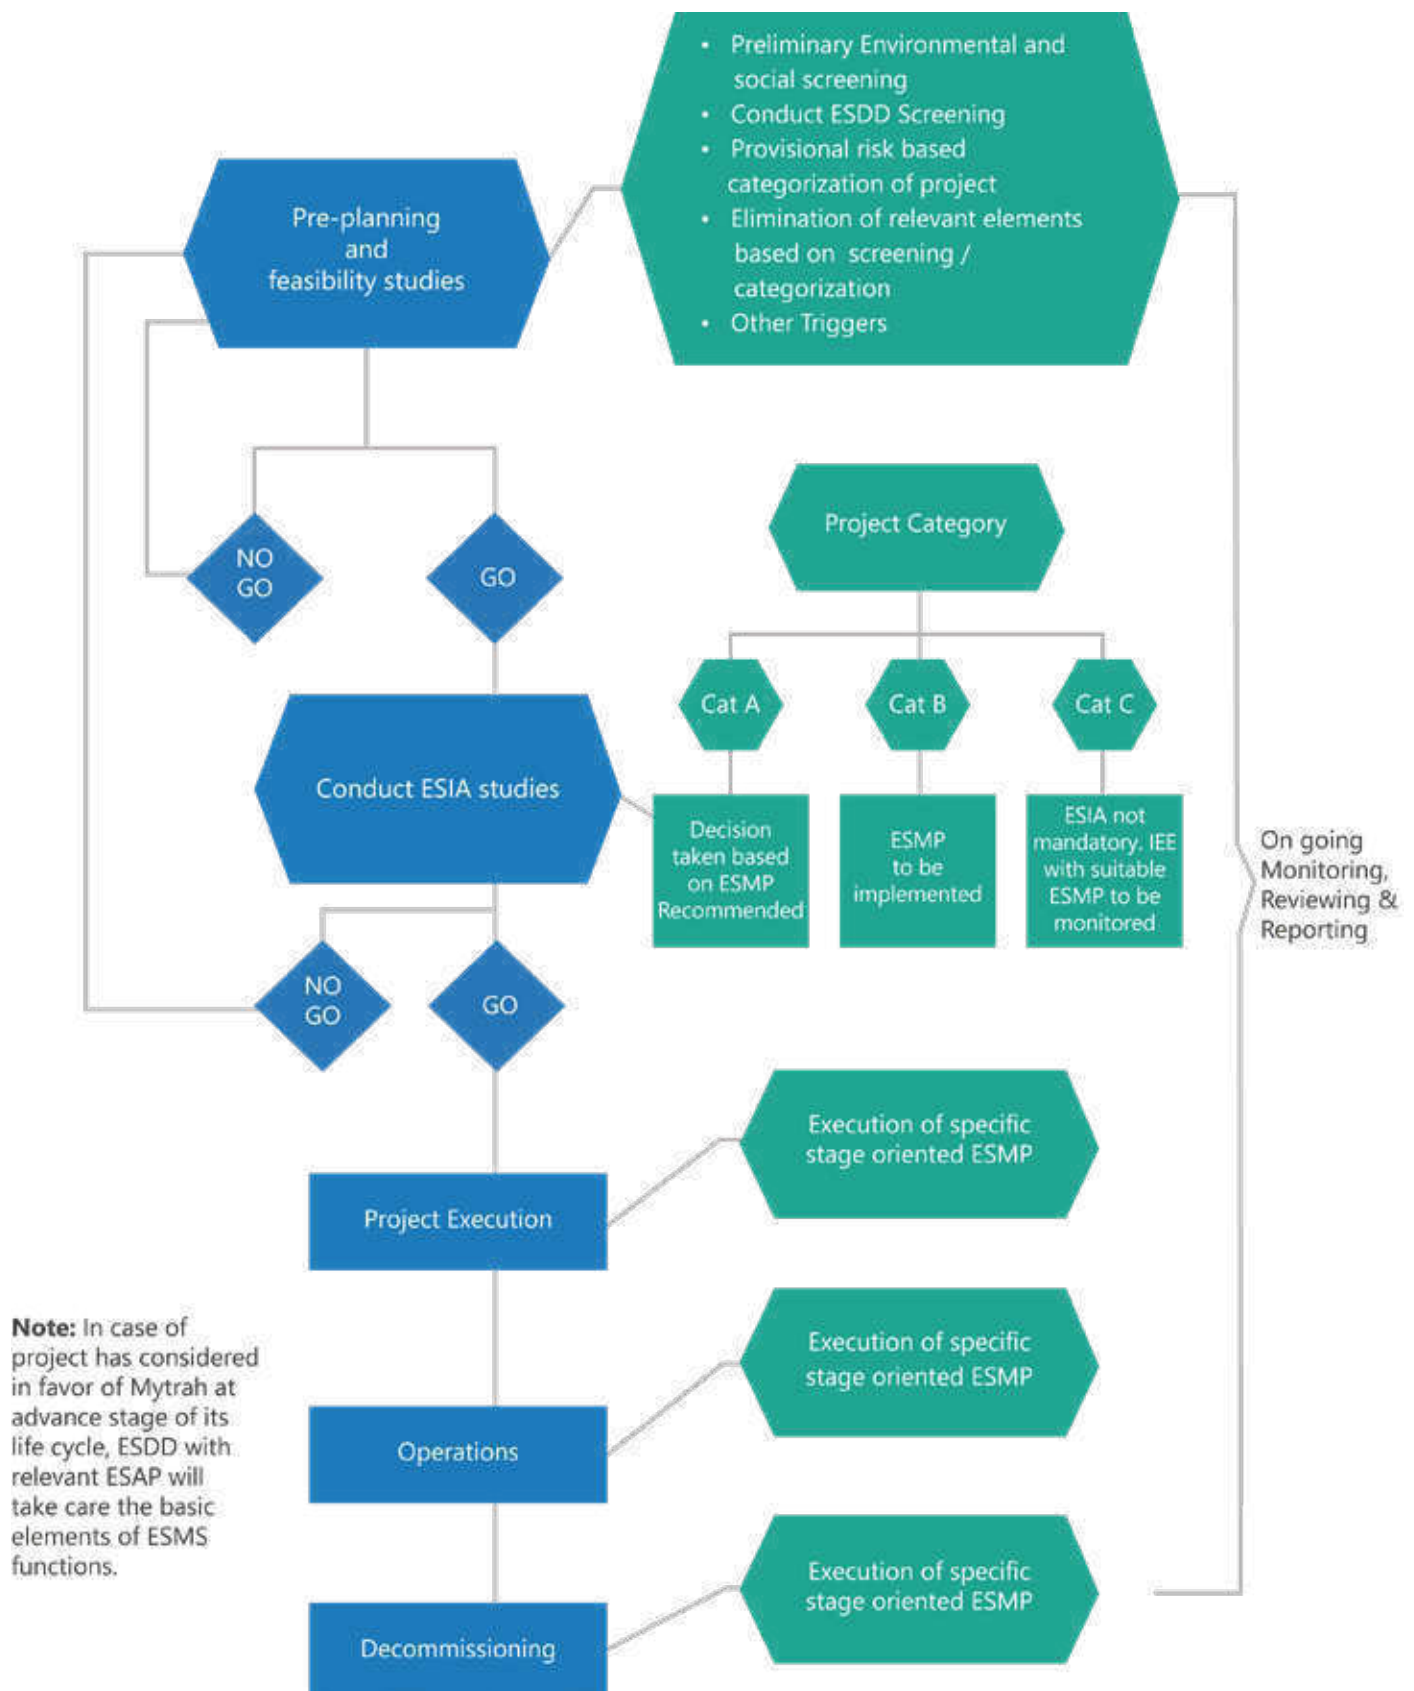 • Preliminary Environmental and
social screening
• Conduct ESDD Screening
• Provisional risk based
categorization of project
• Elimination of relevant elements
based on screening /
categorization
• Other Triggers
Pre-planning
and
feasibility studies
NO
GO
GO
Project Category
Cat A
Cat B
Cat C
Conduct ESIA studies
Decision
taken based
on ESMP
Recommended
ESMP
to be
implemented
ESIA not
mandatory. IEE
with suitable
ESMP to be
monitored
On going
Monitoring,
Reviewing &
Reporting
NO
GO
GO
Execution of specific
stage oriented ESMP
Project Execution
Execution of specific
stage oriented ESMP
Operations
Note: In case of
project has considered
in favor of Mytrah at
advance stage of its
life cycle, ESDD with
relevant ESAP will
take care the basic
elements of ESMS
functions.
Execution of specific
stage oriented ESMP
Decommissioning